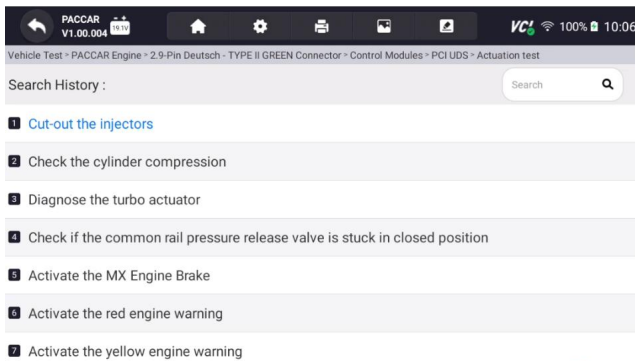 PACCAR
V1.00.004
19.1V
VCI
100%
10:06
Vehicle Test > PACCAR Engine > 2.9-Pin Deutsch - TYPE II GREEN Connector > Control Modules > PCI UDS > Actuation test
Search History :
Search
1 Cut-out the injectors
2 Check the cylinder compression
3 Diagnose the turbo actuator
4 Check if the common rail pressure release valve is stuck in closed position
5 Activate the MX Engine Brake
6 Activate the red engine warning
7 Activate the yellow engine warning